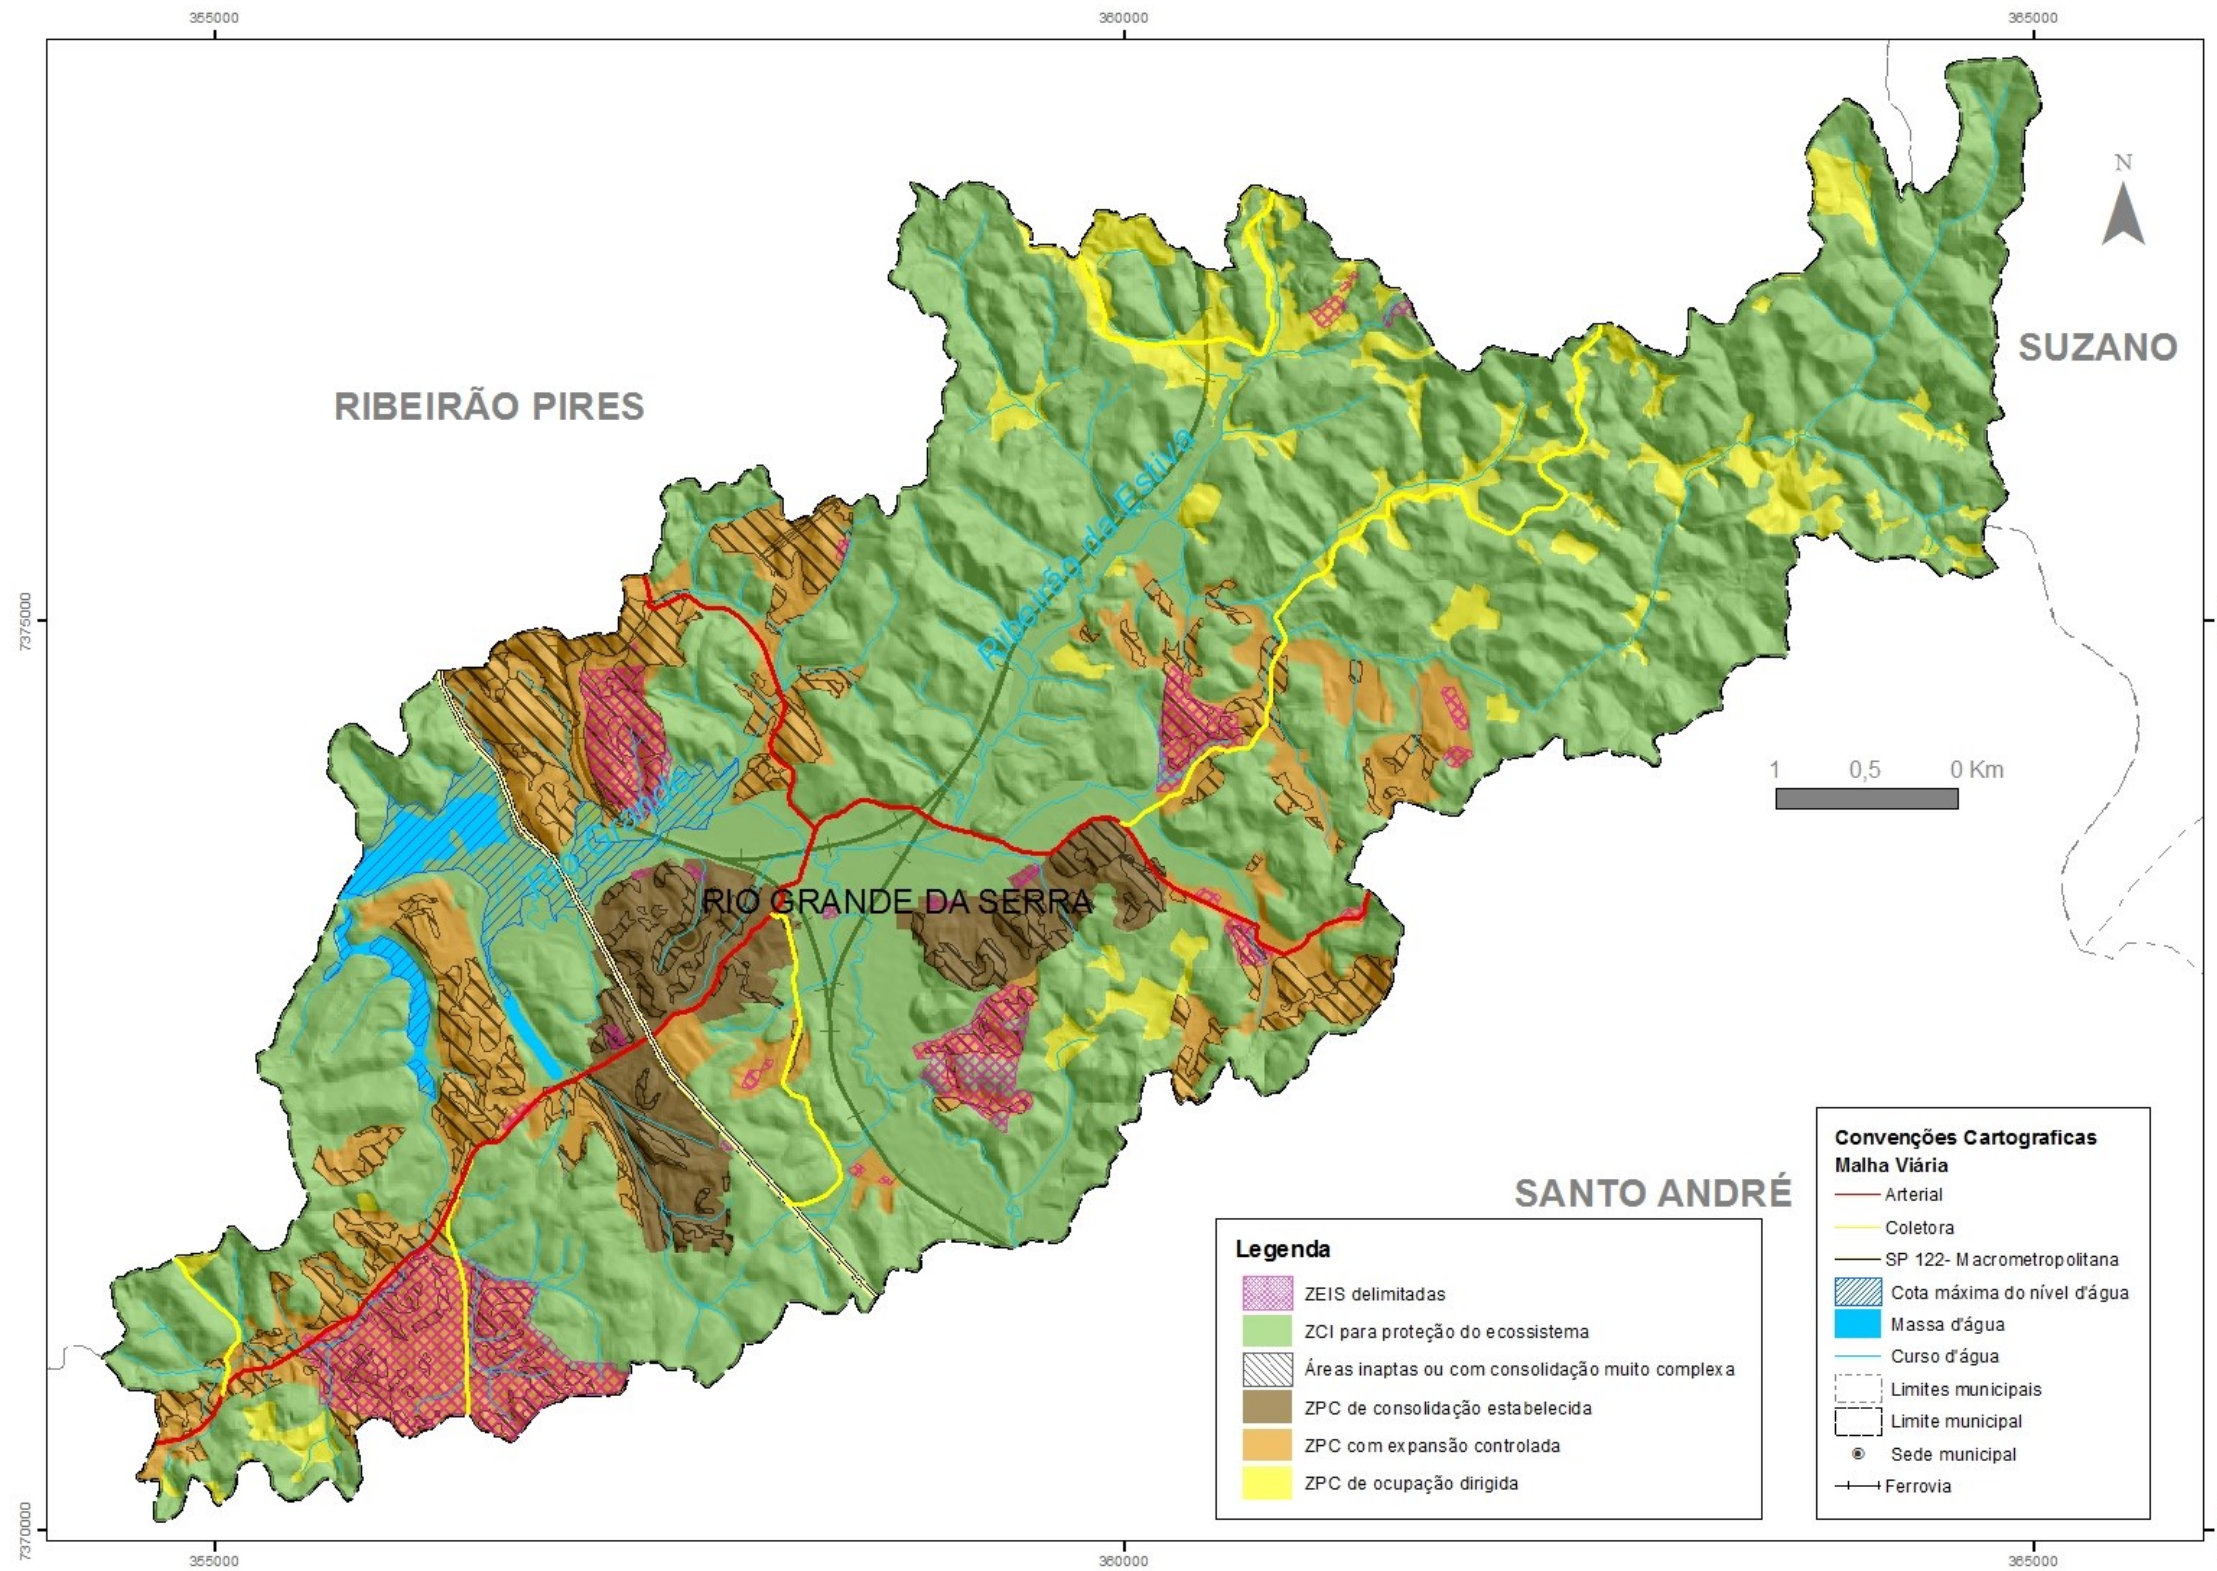 355000
360000
365000
N
SUZANO
RIBEIRÃO PIRES
Ribeirão da Estiva
7375000
1 0,5 0 Km
Rio Grande
RIO GRANDE DA SERRA
SANTO ANDRÉ
Legenda
ZEIS delimitadas
ZCI para proteção do ecossistema
Áreas inaptas ou com consolidação muito complexa
ZPC de consolidação estabelecida
ZPC com expansão controlada
ZPC de ocupação dirigida
Convenções Cartograficas
Malha Viária
Arterial
Coletora
SP 122- Macrometropolitana
Cota máxima do nível d'água
Massa d'água
Curso d'água
Limites municipais
Limite municipal
Sede municipal
Ferrovia
7370000
355000
360000
365000